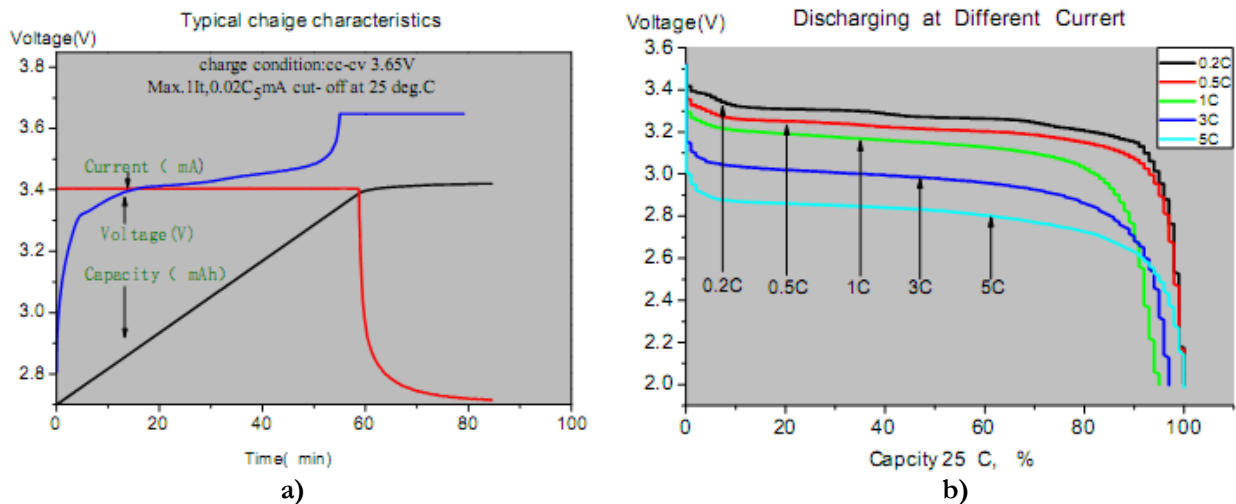 Typical chaige characteristics
Voltage(V)
charge condition:cc-cv 3.65V
Max.1It,0.02C5mA cut- off at 25 deg.C
3.8
3.6
3.4
3.2
3.0
2.8
Current ( mA)
Voltage(V)
Capacity ( mAh)
0 20 40 60 80 100
Time( min)
a)
Discharging at Different Currert
Voltage(V)
3.6
3.4
3.2
3.0
2.8
2.6
2.4
2.2
2.0
0.2C
0.5C
1C
3C
5C
0.2C 0.5C 1C 3C 5C
0 20 40 60 80 100
Capcity 25 C, %
b)